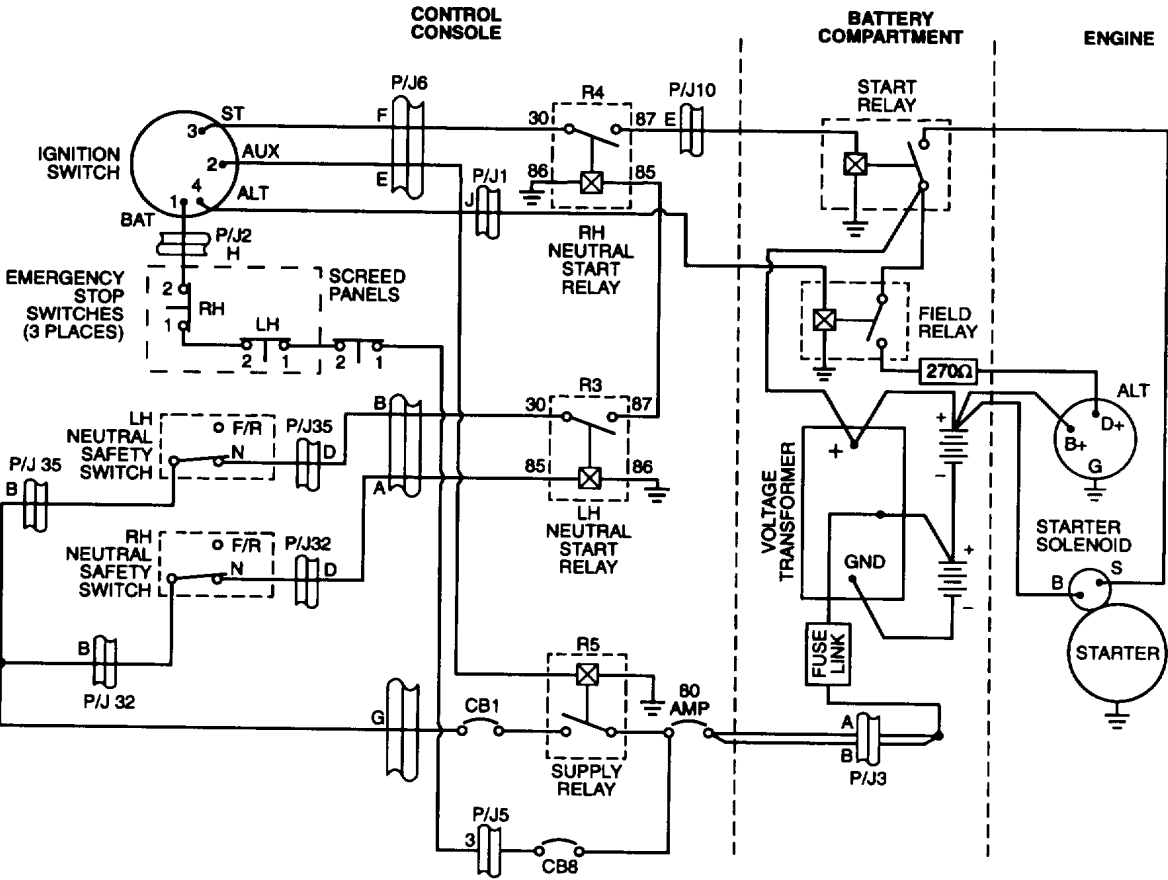 CONTROL
CONSOLE
BATTERY
COMPARTMENT
ENGINE
P/J6
R4
P/J10
START
RELAY
ST
F
30
87
E
3
IGNITION
SWITCH
2
AUX
E
P/J1
86
85
4
ALT
1
J
BAT
P/J2
H
RH
NEUTRAL
START
RELAY
EMERGENCY
STOP
SWITCHES
(3 PLACES)
2
RH
1
SCREED
PANELS
LH
2
1
2
1
FIELD
RELAY
270Ω
R3
B
30
87
ALT
D+
B+
G
LH
NEUTRAL
SAFETY
SWITCH
F/R
N
P/J35
D
P/J 35
B
A
85
86
LH
NEUTRAL
START
RELAY
+
VOLTAGE
TRANSFORMER
GND
+
−
+
−
STARTER
SOLENOID
B
S
STARTER
RH
NEUTRAL
SAFETY
SWITCH
F/R
N
P/J32
D
B
P/J 32
FUSE
LINK
R5
80
AMP
G
CB1
SUPPLY
RELAY
A
B
P/J3
P/J5
3
CB8